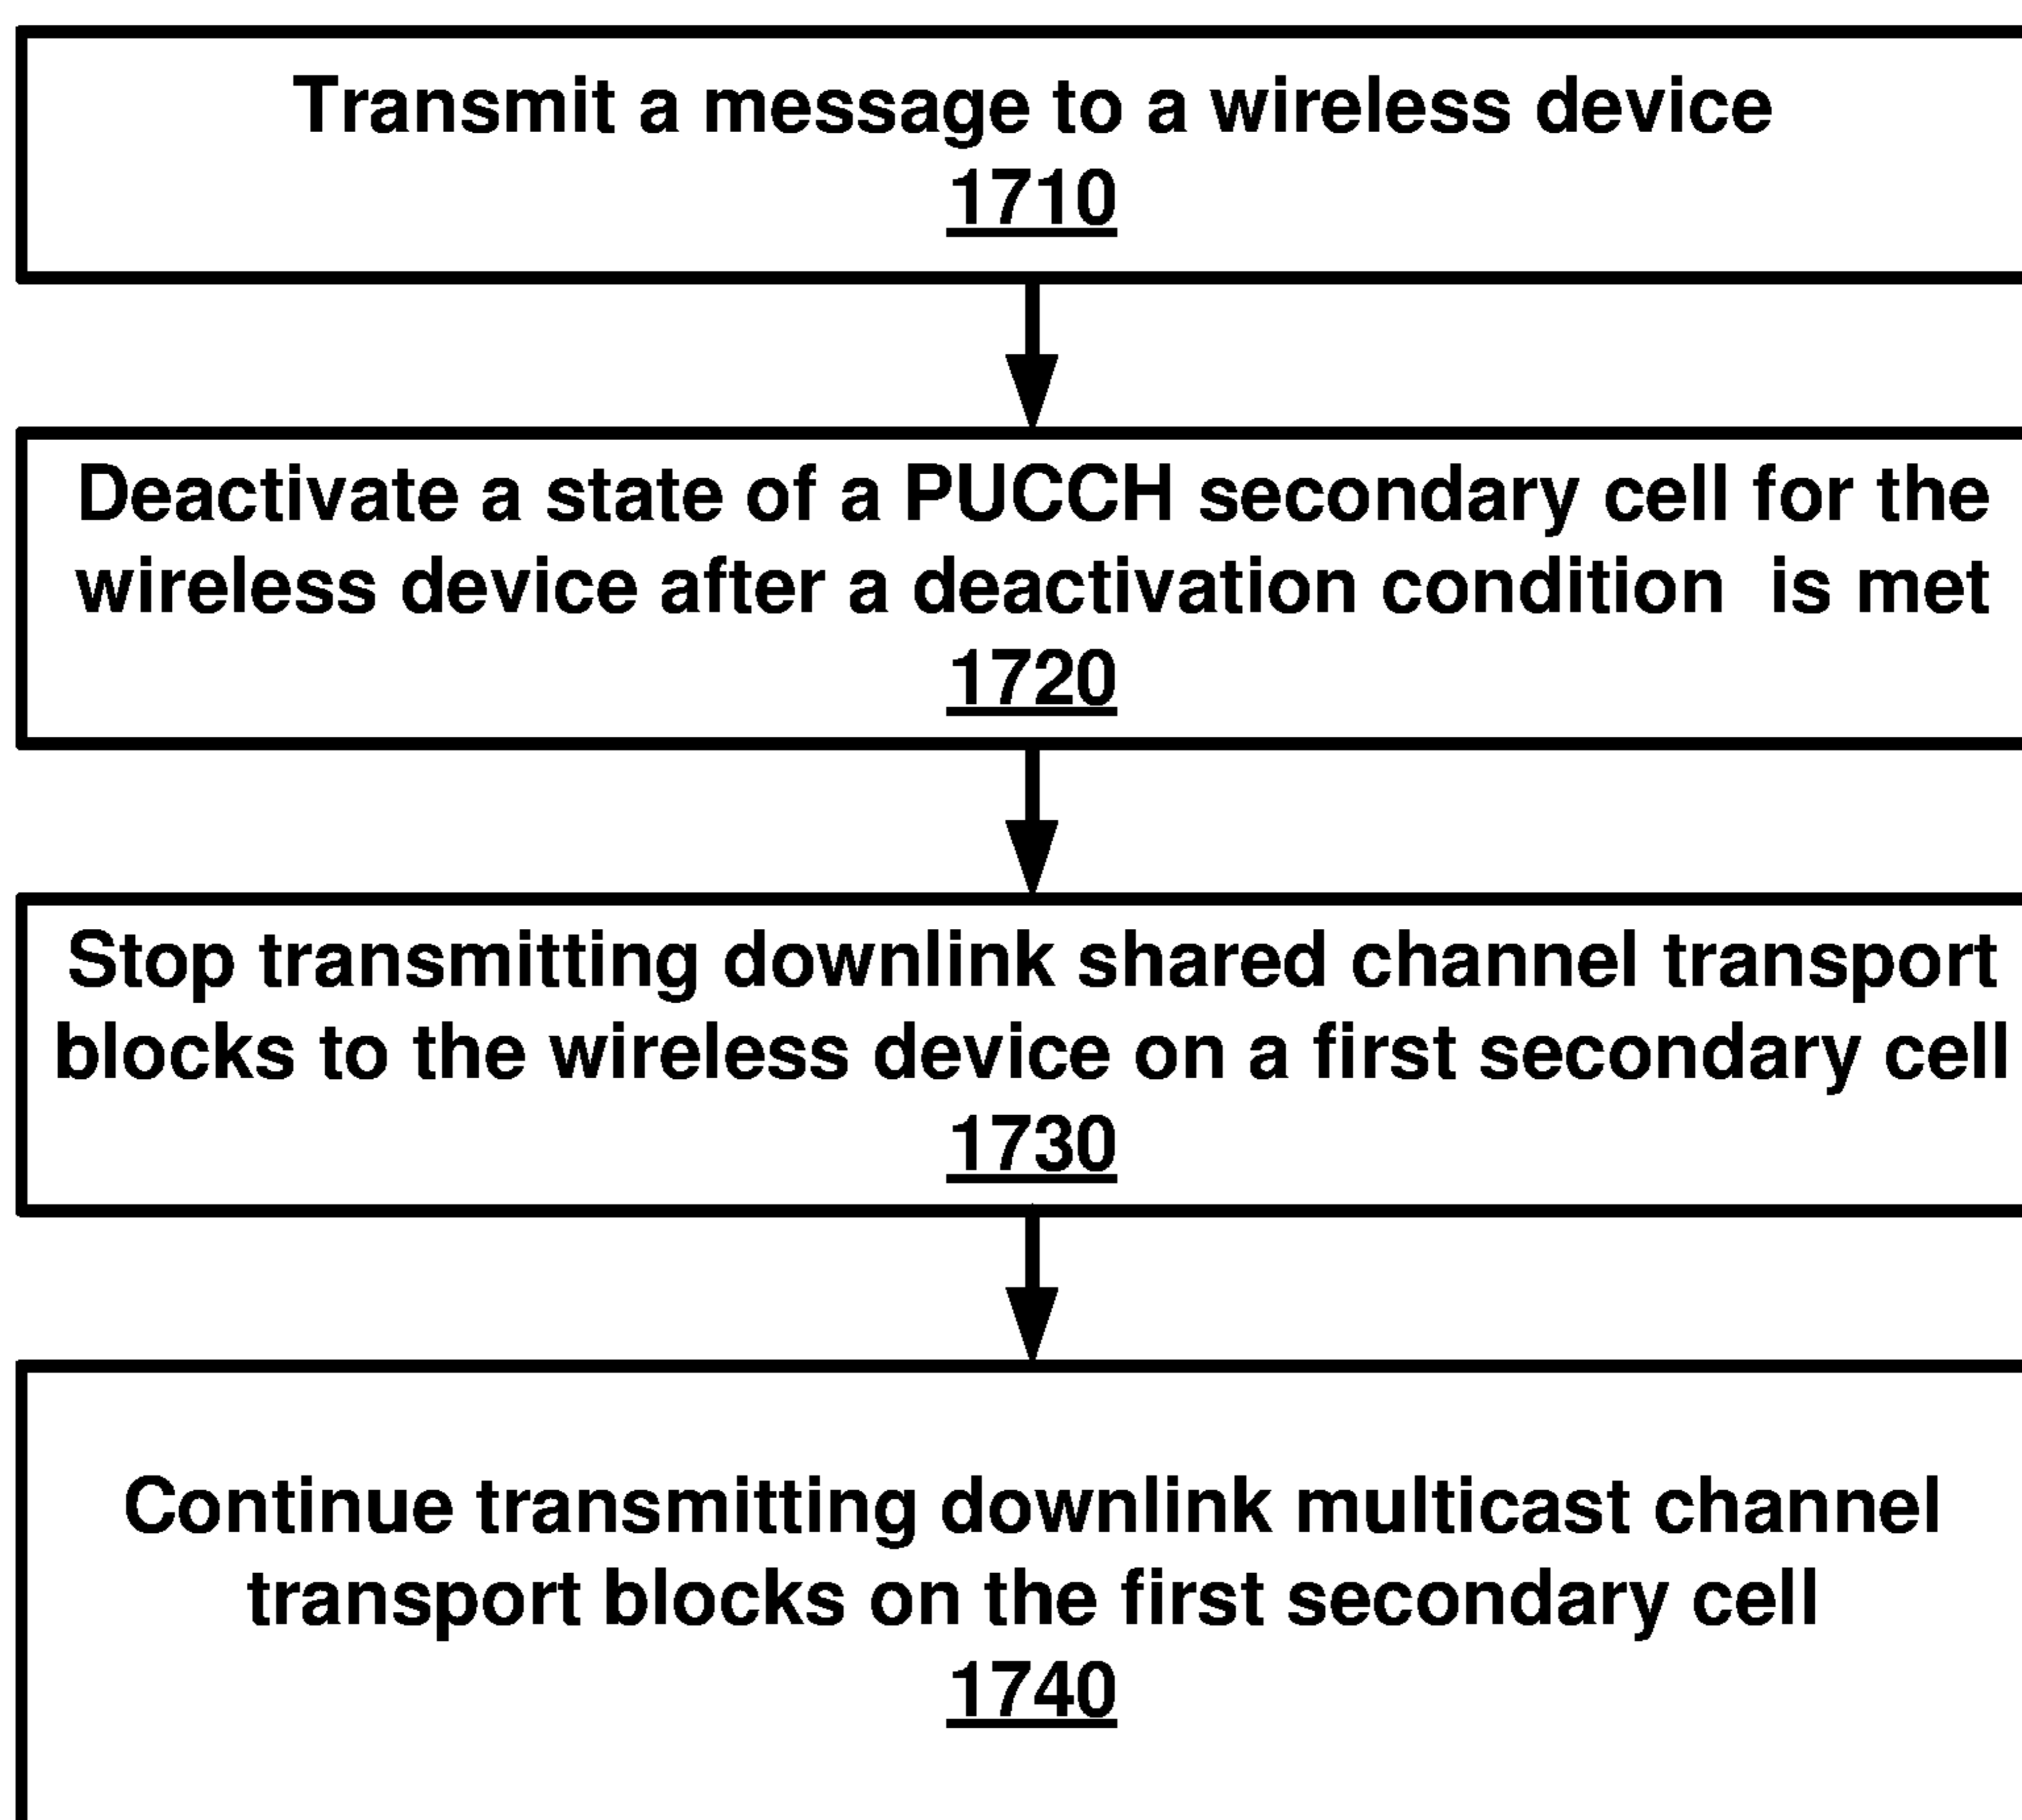 Transmit a message to a wireless device
1710
Deactivate a state of a PUCCH secondary cell for the
wireless device after a deactivation condition  is met
1720
Stop transmitting downlink shared channel transport
blocks to the wireless device on a first secondary cell
1730
Continue transmitting downlink multicast channel
transport blocks on the first secondary cell
1740